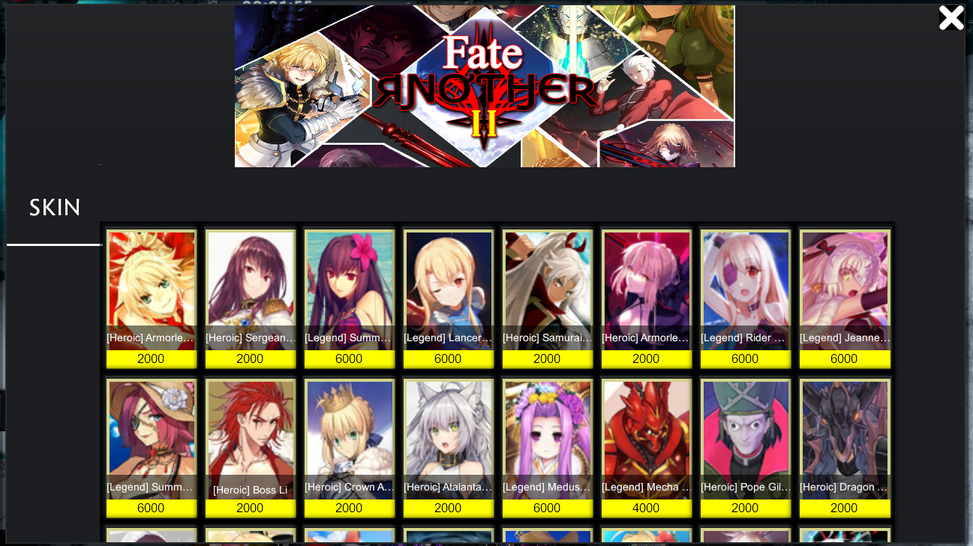 Fate
ANOTHER
II
SKIN
[Heroic] Armorle... [Heroic] Sergean... [Legend] Summ... [Legend] Lancer... [Heroic] Samurai... [Heroic] Armorle... [Legend] Rider ... [Legend] Jeanne...
2000 2000 6000 6000 2000 2000 6000 6000
[Legend] Summ... [Heroic] Boss Li [Heroic] Crown A... [Heroic] Atalanta... [Legend] Medus... [Legend] Mecha ... [Heroic] Pope Gil... [Heroic] Dragon ...
6000 2000 2000 2000 6000 4000 2000 2000